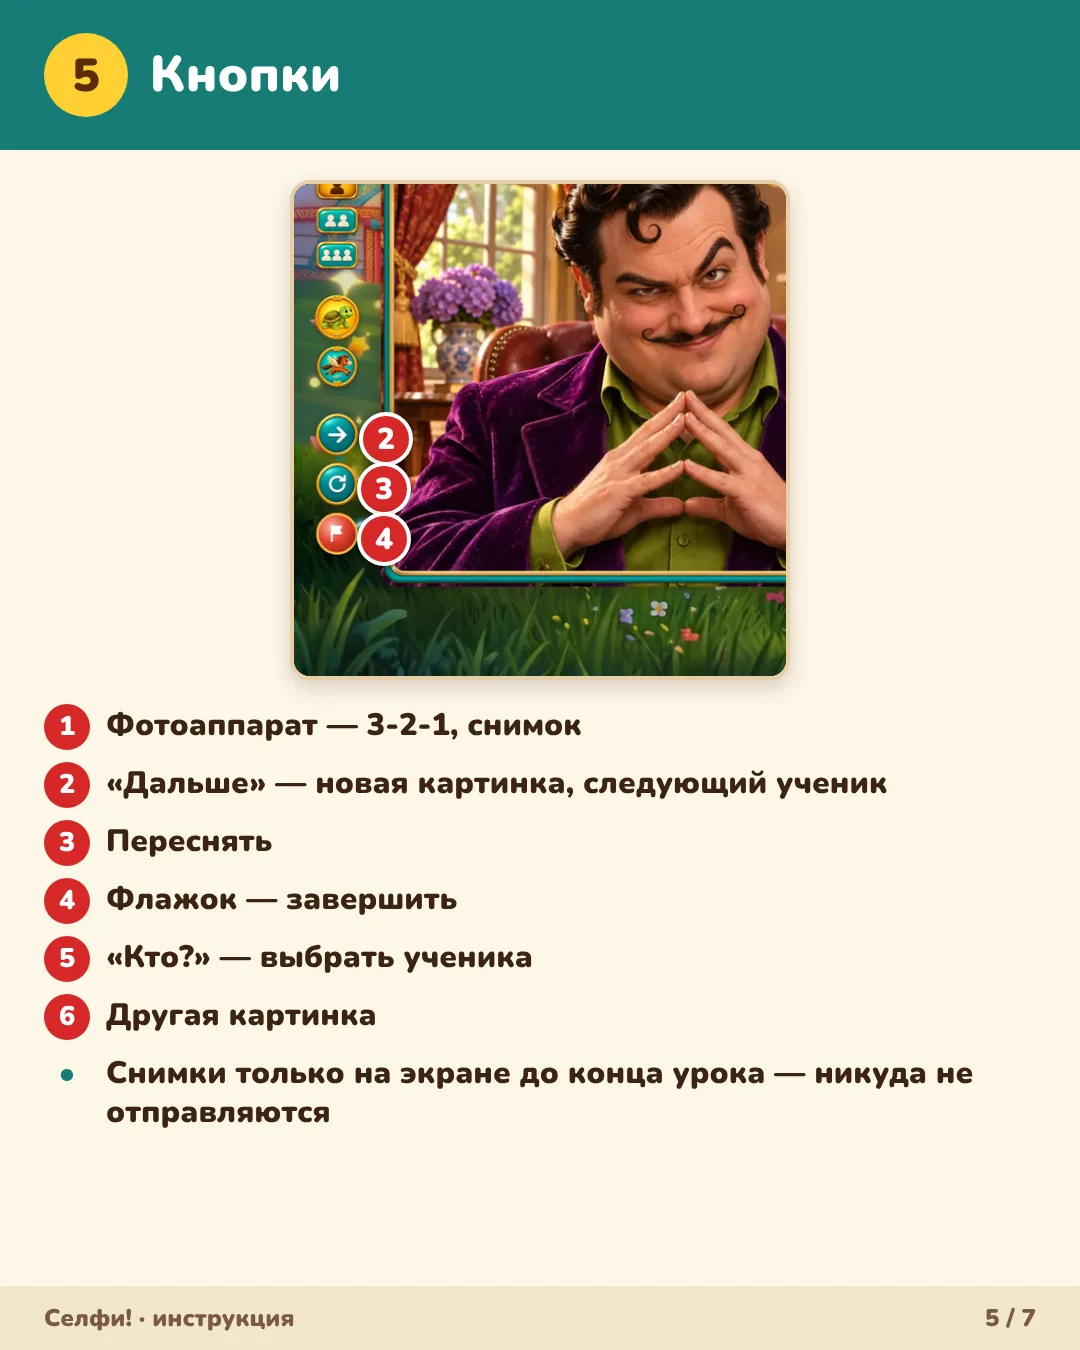 5 Кнопки
2
3
4
1 Фотоаппарат — 3-2-1, снимок
2 «Дальше» — новая картинка, следующий ученик
3 Переснять
4 Флажок — завершить
5 «Кто?» — выбрать ученика
6 Другая картинка
• Снимки только на экране до конца урока — никуда не
отправляются
Селфи! · инструкция 5 / 7